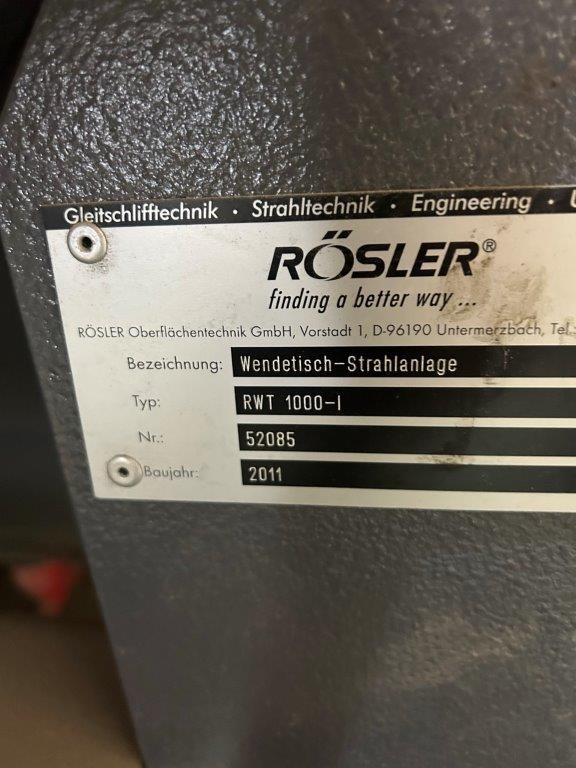 Gleitschlifftechnik · Strahltechnik · Engineering ·
RÖSLER®
finding a better way ...
RÖSLER Oberflächentechnik GmbH, Vorstadt 1, D-96190 Untermerzbach, Tel.
Bezeichnung: Wendetisch-Strahlanlage
Typ: RWT 1000-I
Nr.: 52085
Baujahr: 2011